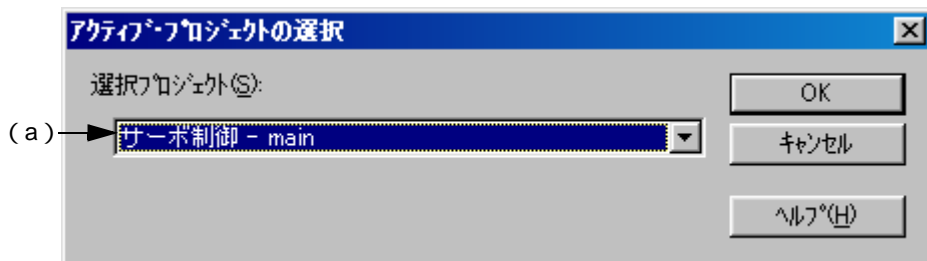 アクティブ・プロジェクトの選択
選択プロジェクト(S):
(a)
サーボ制御 - main
OK
キャンセル
ヘルプ(H)